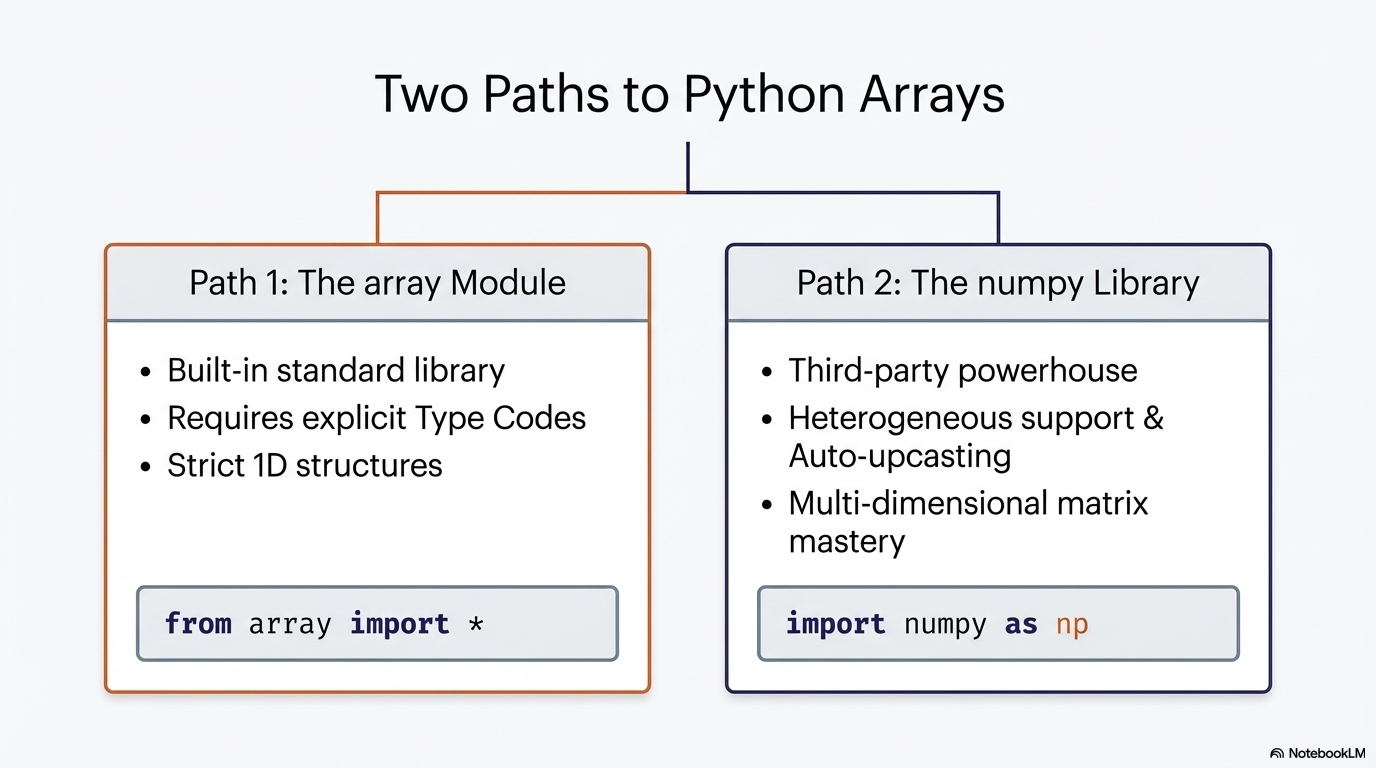 Two Paths to Python Arrays
Path 1: The array Module
• Built-in standard library
• Requires explicit Type Codes
• Strict 1D structures
from array import *
Path 2: The numpy Library
• Third-party powerhouse
• Heterogeneous support &
Auto-upcasting
• Multi-dimensional matrix
mastery
import numpy as np
NotebookLM